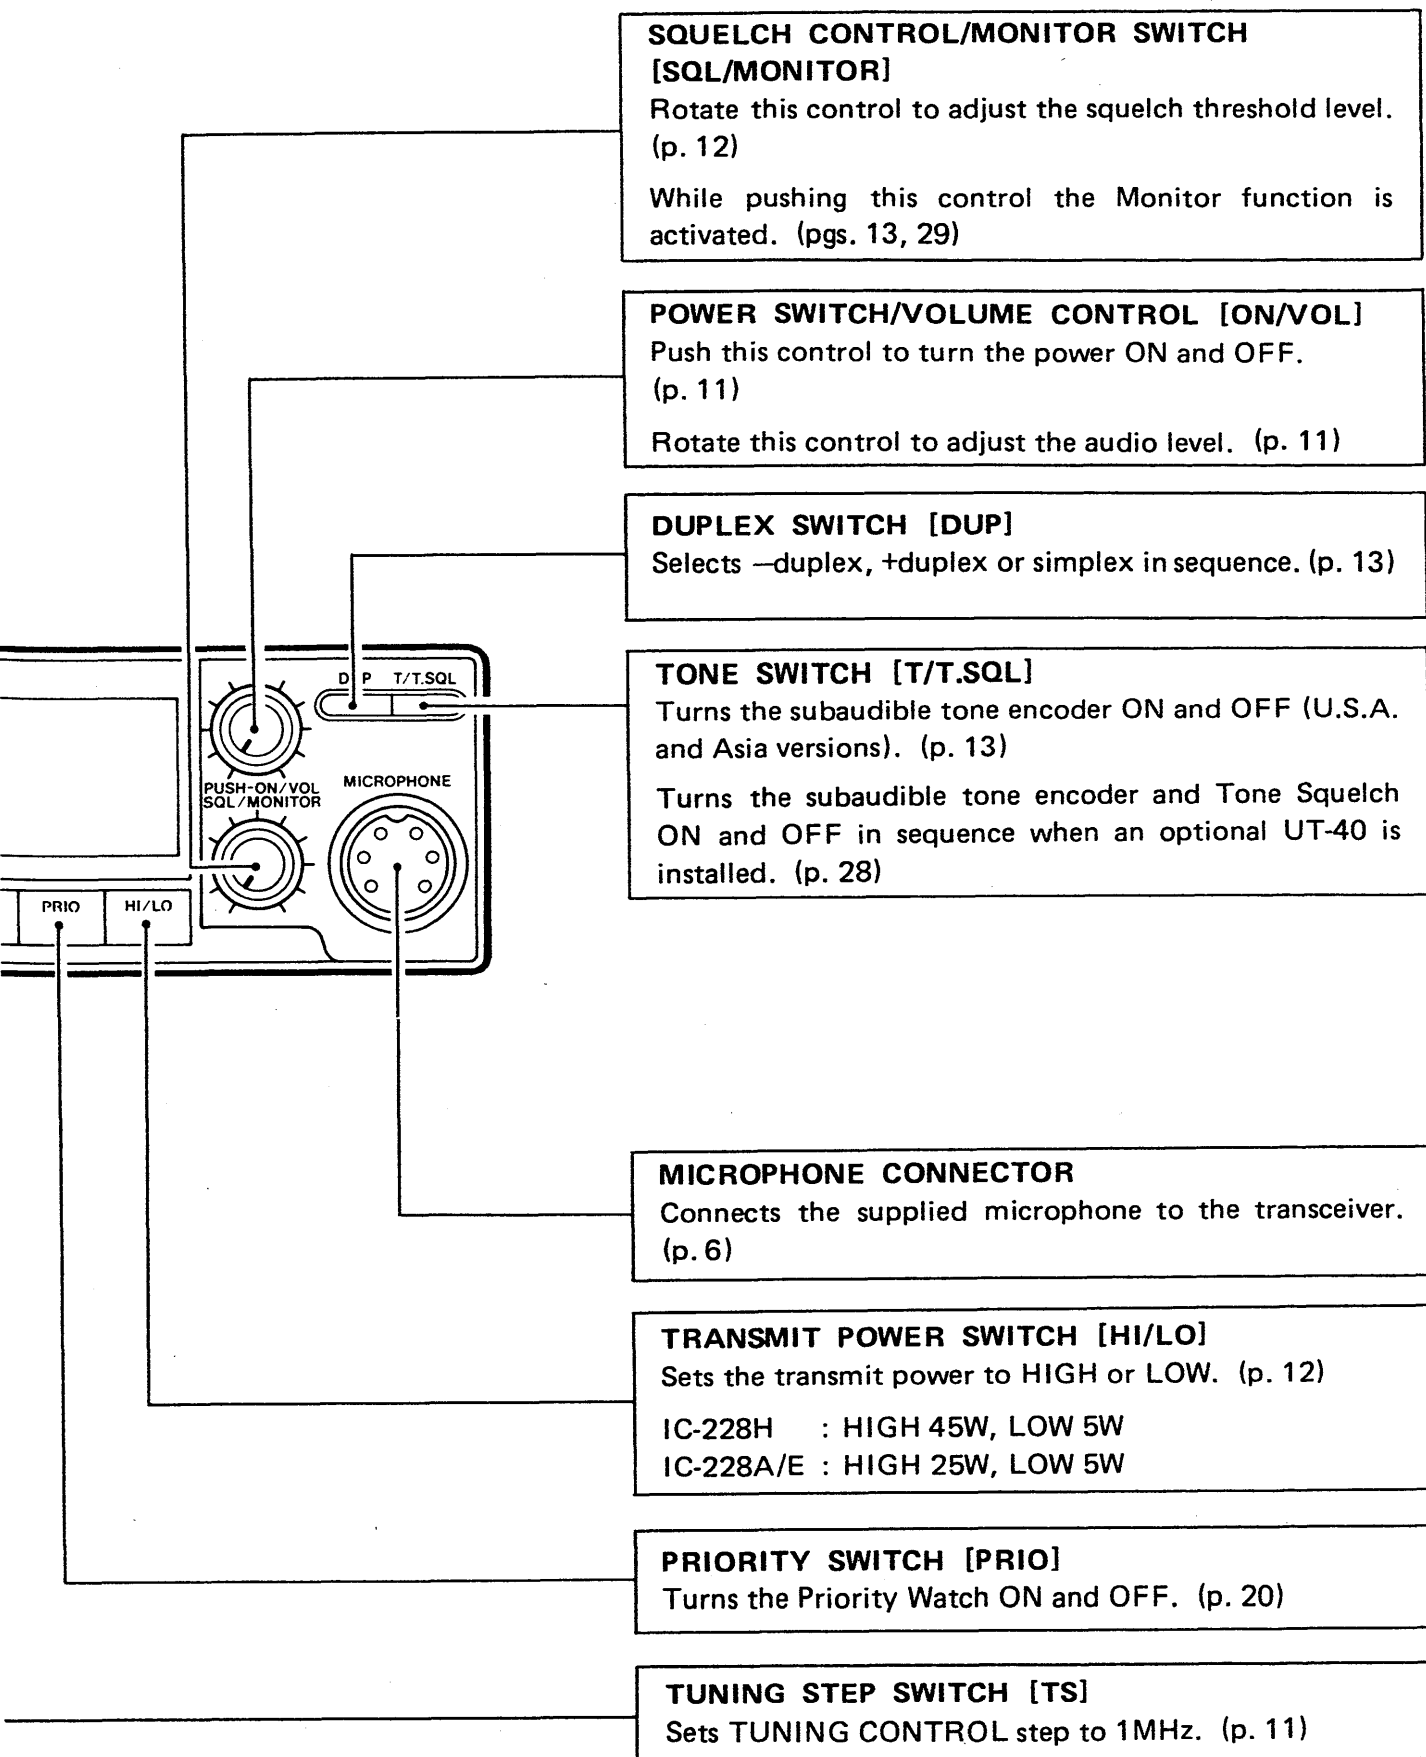 SQUELCH CONTROL/MONITOR SWITCH
[SQL/MONITOR]
Rotate this control to adjust the squelch threshold level.
(p. 12)
While pushing this control the Monitor function is
activated. (pgs. 13, 29)
POWER SWITCH/VOLUME CONTROL [ON/VOL]
Push this control to turn the power ON and OFF.
(p. 11)
Rotate this control to adjust the audio level. (p. 11)
DUPLEX SWITCH [DUP]
Selects —duplex, +duplex or simplex in sequence. (p. 13)
TONE SWITCH [T/T.SQL]
Turns the subaudible tone encoder ON and OFF (U.S.A.
and Asia versions). (p. 13)
Turns the subaudible tone encoder and Tone Squelch
ON and OFF in sequence when an optional UT-40 is
installed. (p. 28)
D P T/T.SQL
PUSH-ON/VOL
SQL/MONITOR
MICROPHONE
PRIO
HI/LO
MICROPHONE CONNECTOR
Connects the supplied microphone to the transceiver.
(p. 6)
TRANSMIT POWER SWITCH [HI/LO]
Sets the transmit power to HIGH or LOW. (p. 12)
IC-228H : HIGH 45W, LOW 5W
IC-228A/E : HIGH 25W, LOW 5W
PRIORITY SWITCH [PRIO]
Turns the Priority Watch ON and OFF. (p. 20)
TUNING STEP SWITCH [TS]
Sets TUNING CONTROL step to 1MHz. (p. 11)